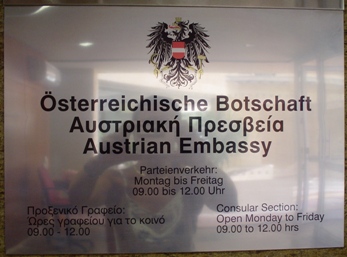 Österreichische Botschaft
Αυστριακή Πρεσβεία
Austrian Embassy
Parteienverkehr:
Montag bis Freitag
09.00 bis 12.00 Uhr
Προξενικό Γραφείο:
Ώρες γραφείου για το κοινό
09.00 - 12.00
Consular Section:
Open Monday to Friday
09.00 to 12.00 hrs